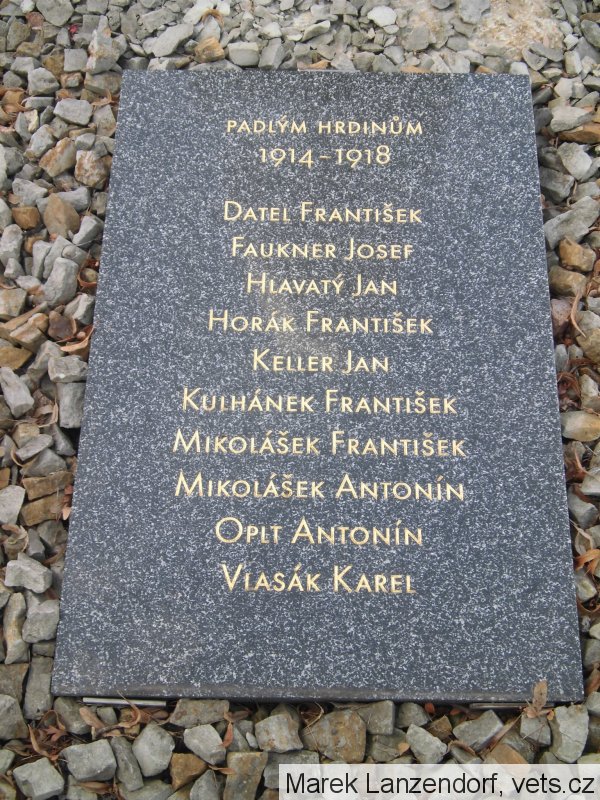 PADLÝM HRDINŮM
1914-1918
DATEL FRANTIŠEK
FAUKNER JOSEF
HLAVATÝ JAN
HORÁK FRANTIŠEK
KELLER JAN
KULHÁNEK FRANTIŠEK
MIKOLÁŠEK FRANTIŠEK
MIKOLÁŠEK ANTONÍN
OPLT ANTONÍN
VLASÁK KAREL
Marek Lanzendorf, vets.cz